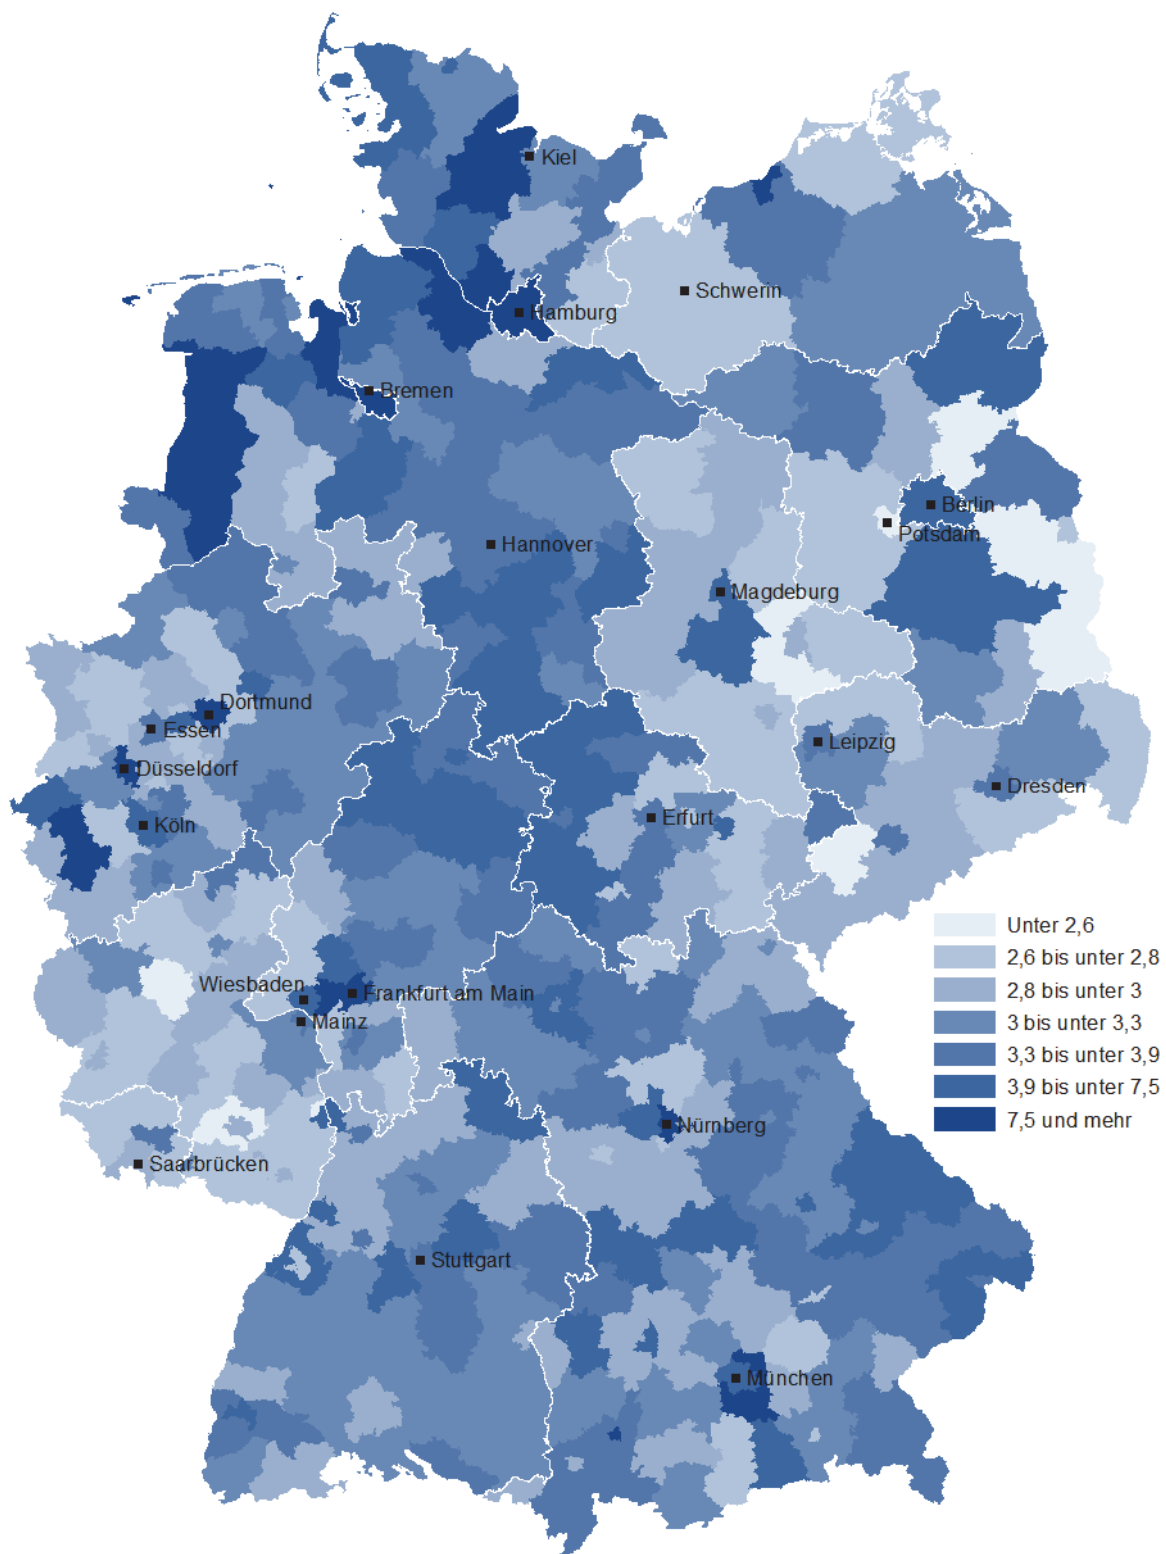 Kiel
Schwerin
Hamburg
Bremen
Berlin
Potsdam
Hannover
Magdeburg
Dortmund
Essen
Leipzig
Düsseldorf
Dresden
Köln
Erfurt
Wiesbaden
Frankfurt am Main
Mainz
Nürnberg
Saarbrücken
Stuttgart
München
Unter 2,6
2,6 bis unter 2,8
2,8 bis unter 3
3 bis unter 3,3
3,3 bis unter 3,9
3,9 bis unter 7,5
7,5 und mehr